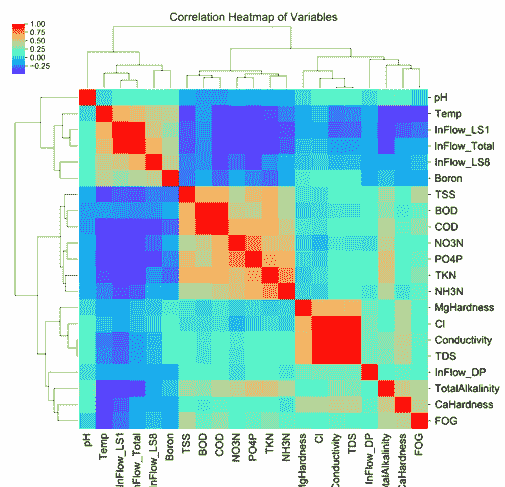 Correlation Heatmap of Variables
1.00
0.75
0.50
0.25
0.00
−0.25
pH
Temp
InFlow_LS1
InFlow_Total
InFlow_LS8
Boron
TSS
BOD
COD
NO3N
PO4P
TKN
NH3N
MgHardness
Cl
Conductivity
TDS
InFlow_DP
TotalAlkalinity
CaHardness
FOG
pH
Temp
InFlow_LS1
InFlow_Total
InFlow_LS8
Boron
TSS
BOD
COD
NO3N
PO4P
TKN
NH3N
MgHardness
Cl
Conductivity
TDS
InFlow_DP
otalAlkalinity
CaHardness
FOG